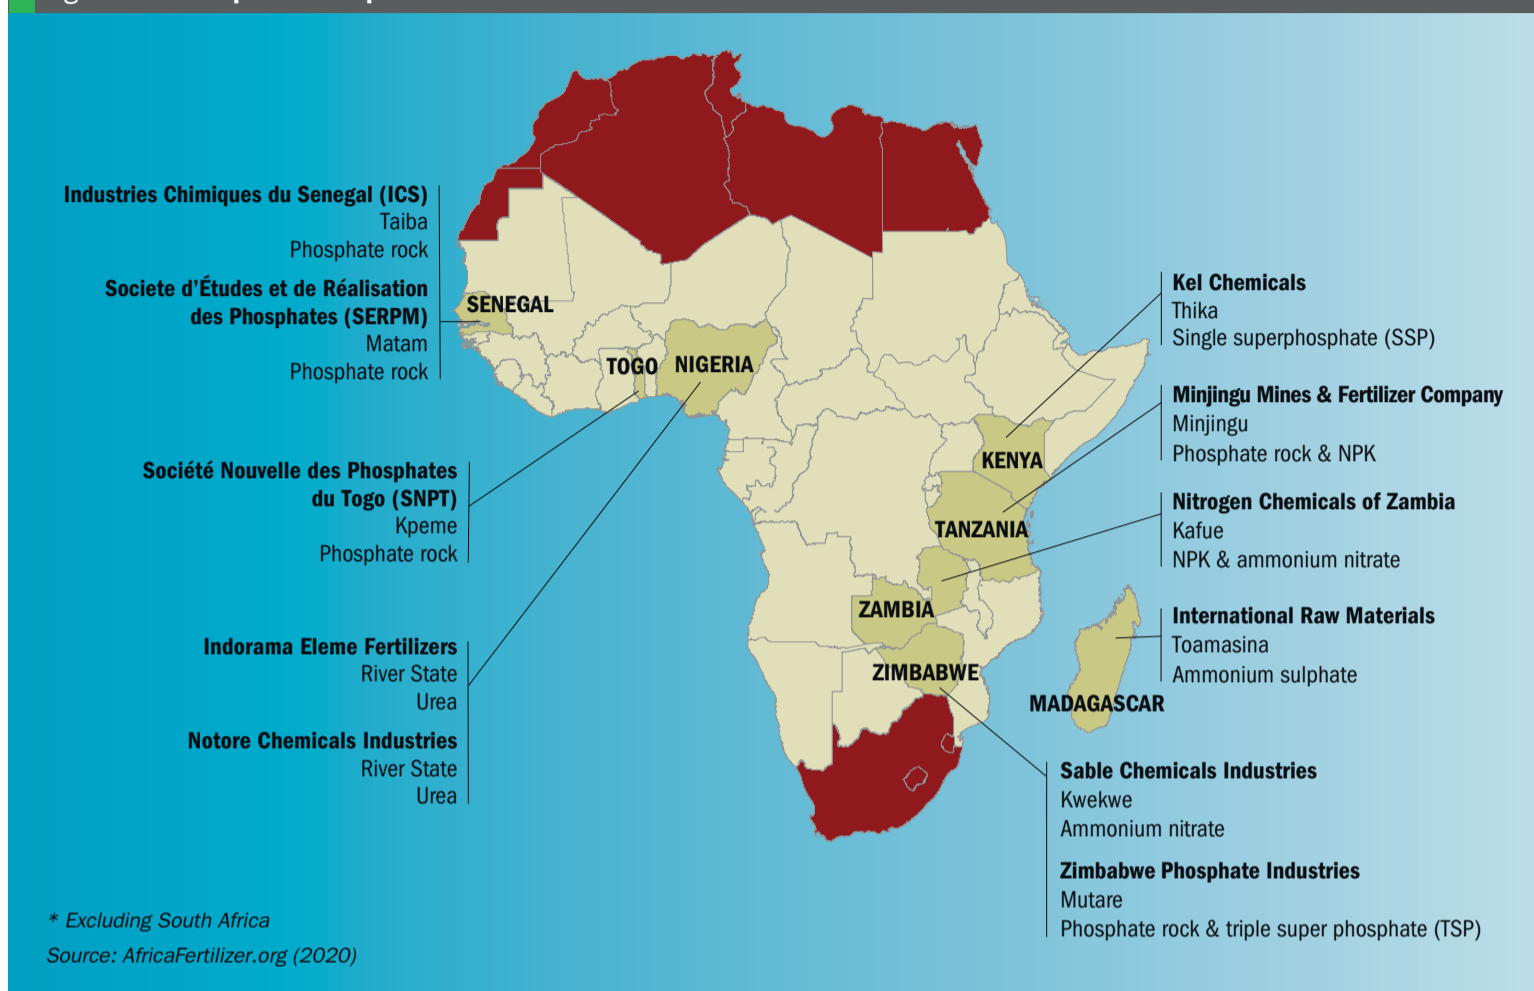 Industries Chimiques du Senegal (ICS)
Taiba
Phosphate rock
Societe d'Études et de Réalisation
des Phosphates (SERPM)
Matam
Phosphate rock
Société Nouvelle des Phosphates
du Togo (SNPT)
Kpeme
Phosphate rock
Indorama Eleme Fertilizers
River State
Urea
Notore Chemicals Industries
River State
Urea
SENEGAL
TOGO
NIGERIA
KENYA
TANZANIA
ZAMBIA
ZIMBABWE
MADAGASCAR
Kel Chemicals
Thika
Single superphosphate (SSP)
Minjingu Mines & Fertilizer Company
Minjingu
Phosphate rock & NPK
Nitrogen Chemicals of Zambia
Kafue
NPK & ammonium nitrate
International Raw Materials
Toamasina
Ammonium sulphate
Sable Chemicals Industries
Kwekwe
Ammonium nitrate
Zimbabwe Phosphate Industries
Mutare
Phosphate rock & triple super phosphate (TSP)
* Excluding South Africa
Source: AfricaFertilizer.org (2020)